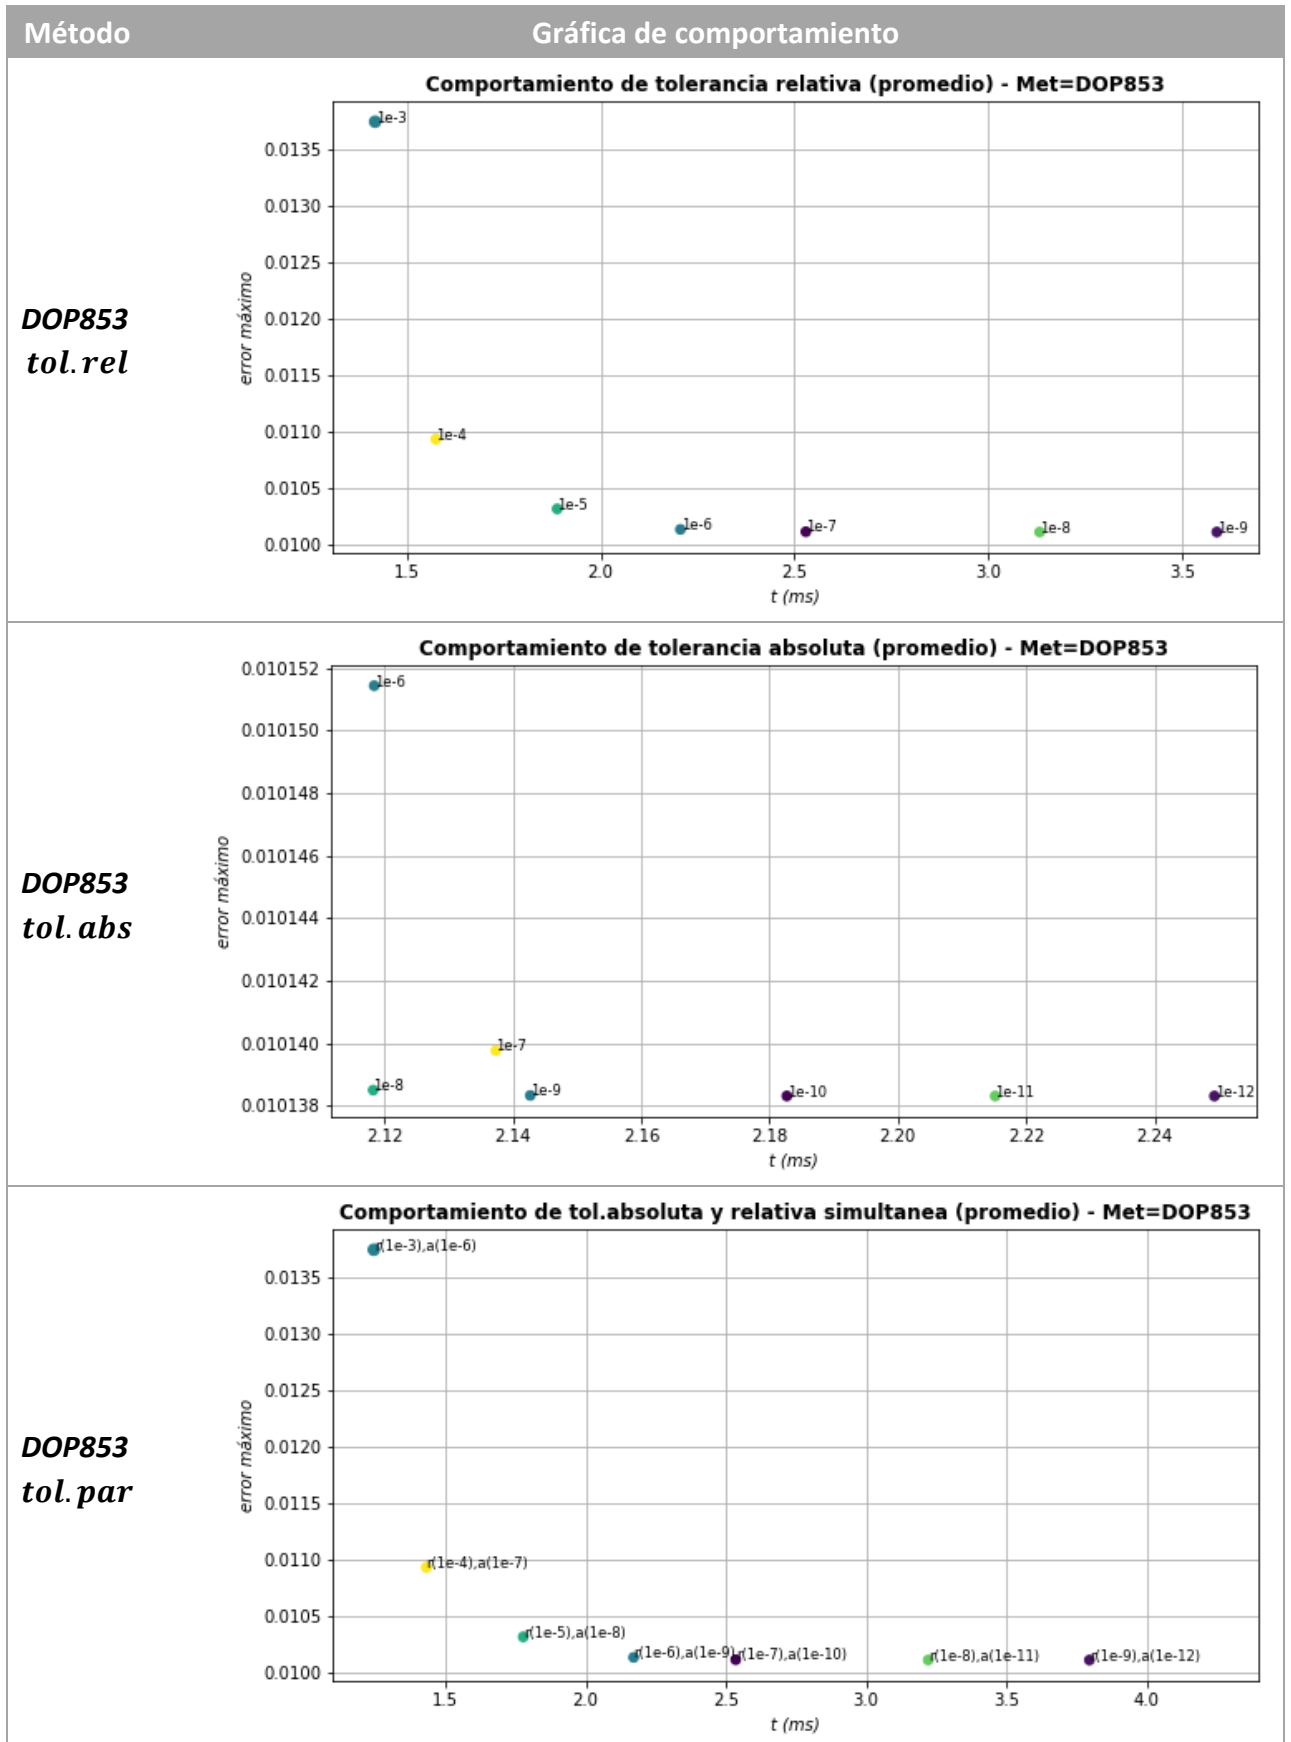 Método Gráfica de comportamiento
DOP853
tol.rel
Comportamiento de tolerancia relativa (promedio) - Met=DOP853
error máximo
0.0135
0.0130
0.0125
0.0120
0.0115
0.0110
0.0105
0.0100
1e-3
1e-4
1e-5
1e-6
1e-7
1e-8
1e-9
1.5 2.0 2.5 3.0 3.5
t (ms)
DOP853
tol.abs
Comportamiento de tolerancia absoluta (promedio) - Met=DOP853
error máximo
0.010152
0.010150
0.010148
0.010146
0.010144
0.010142
0.010140
0.010138
1e-6
1e-7
1e-8
1e-9
1e-10
1e-11
1e-12
2.12 2.14 2.16 2.18 2.20 2.22 2.24
t (ms)
DOP853
tol.par
Comportamiento de tol.absoluta y relativa simultanea (promedio) - Met=DOP853
error máximo
0.0135
0.0130
0.0125
0.0120
0.0115
0.0110
0.0105
0.0100
r(1e-3),a(1e-6)
r(1e-4),a(1e-7)
r(1e-5),a(1e-8)
r(1e-6),a(1e-9)
r(1e-7),a(1e-10)
r(1e-8),a(1e-11)
r(1e-9),a(1e-12)
1.5 2.0 2.5 3.0 3.5 4.0
t (ms)